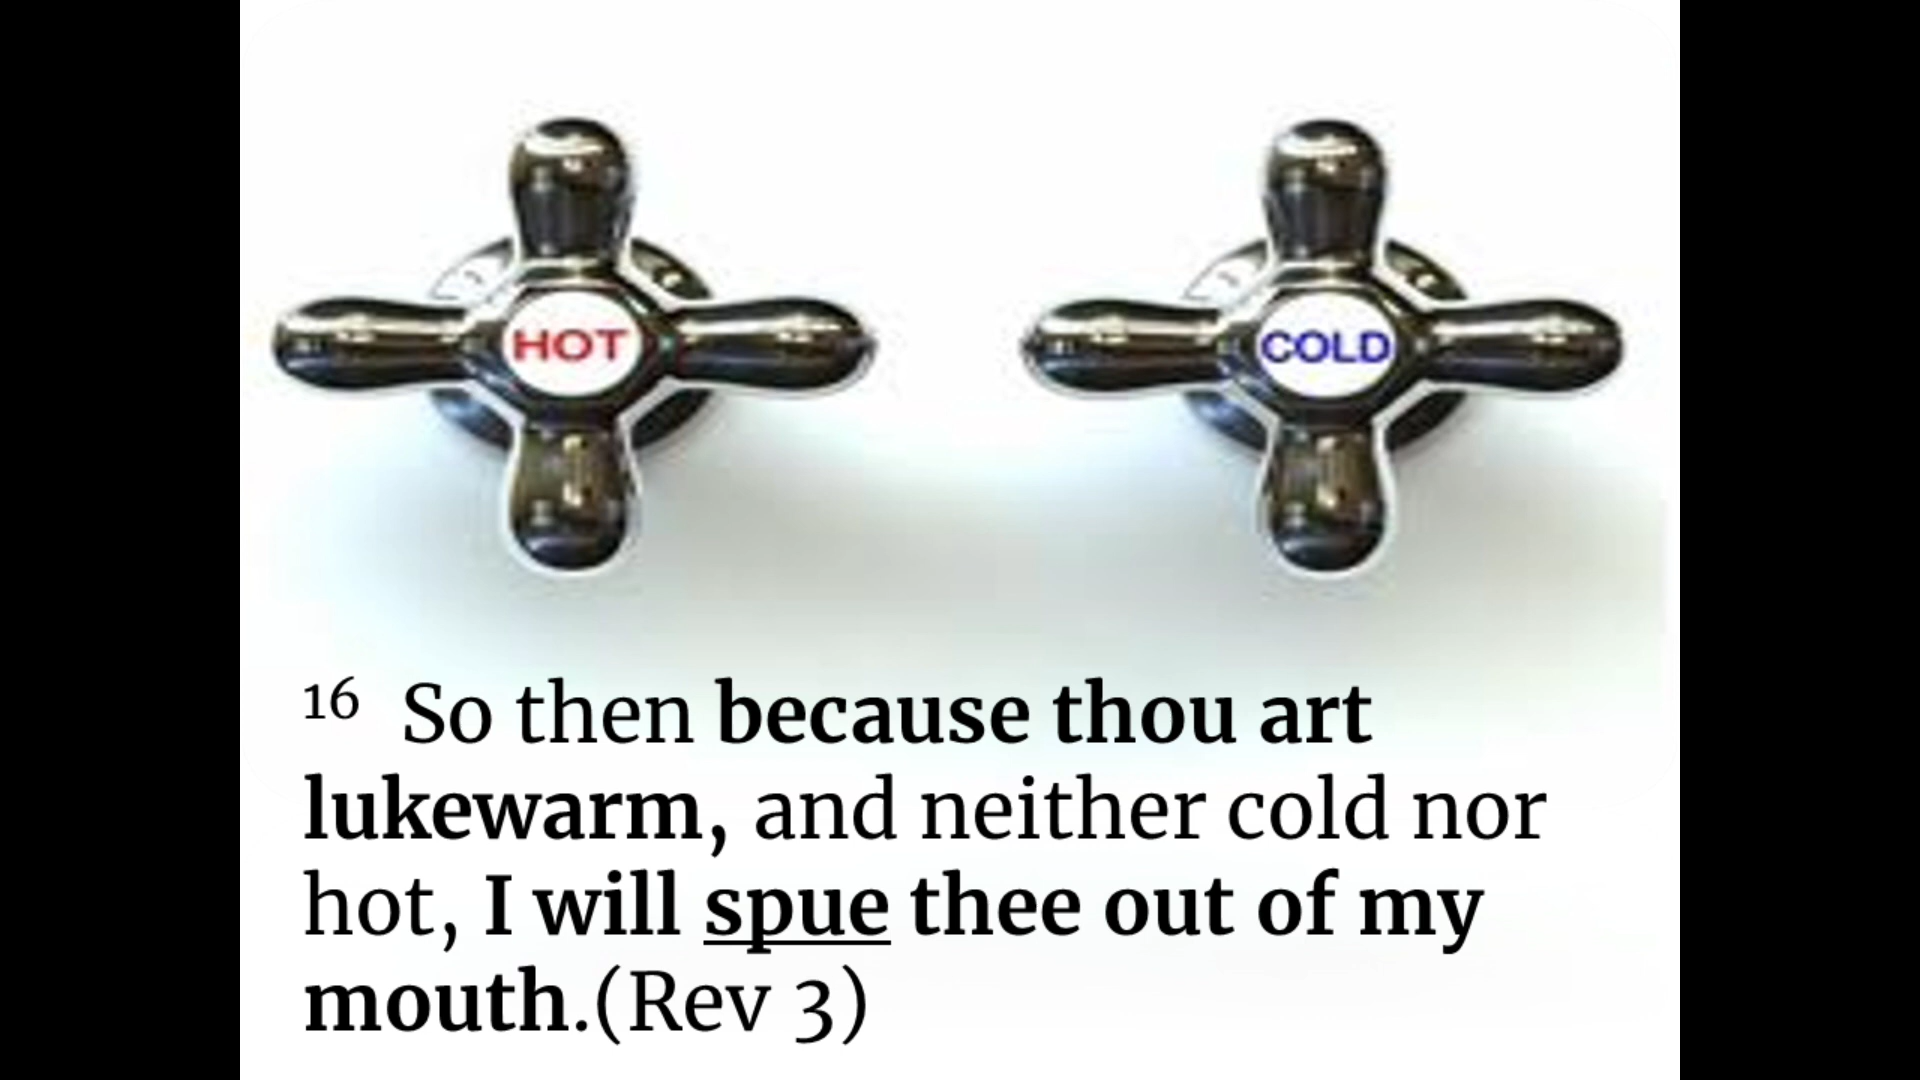 HOT
COLD
16 So then because thou art
lukewarm, and neither cold nor
hot, I will spue thee out of my
mouth.(Rev 3)